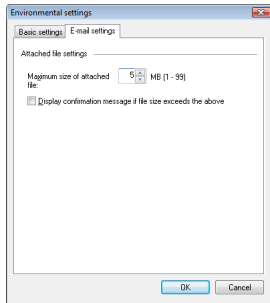 Environmental settings
Basic settings E-mail settings
Attached file settings
Maximum size of attached file: 5 MB (1 - 99)
Display confirmation message if file size exceeds the above
OK Cancel